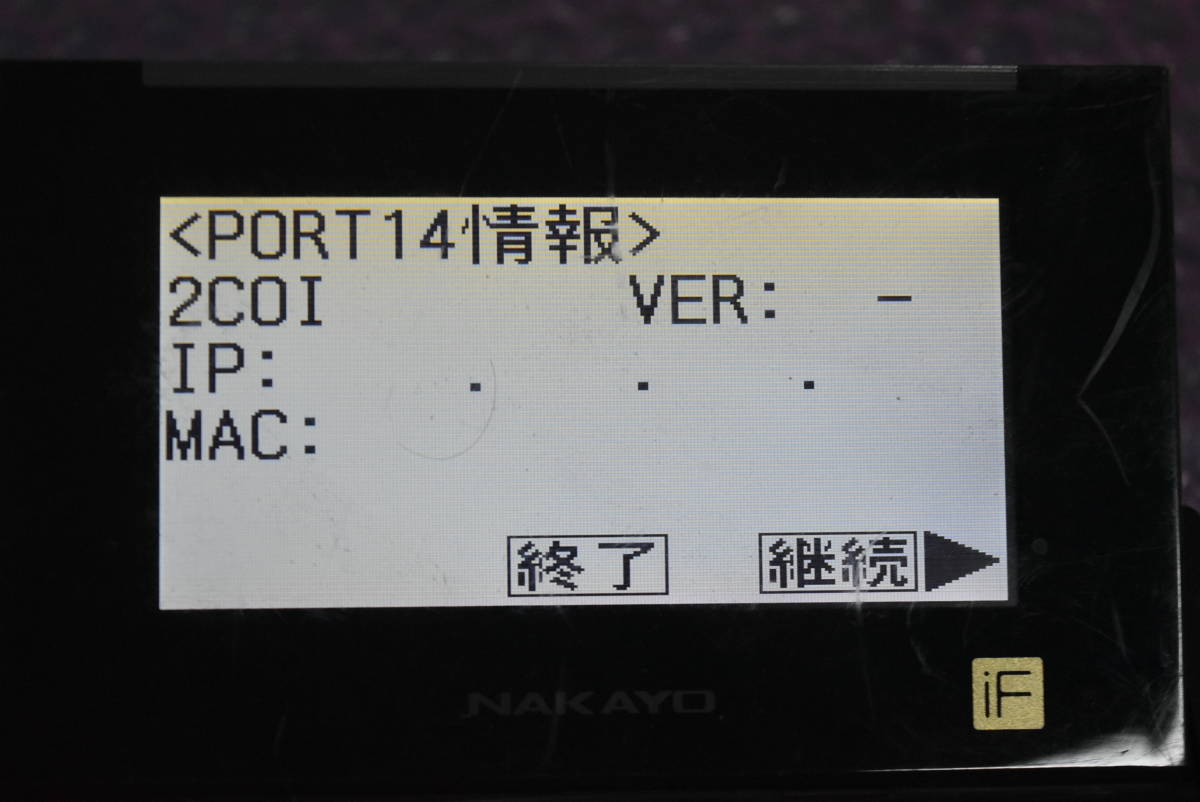 <PORT14情報>
2COI VER: -
IP: . . .
MAC:
終了 継続
NAKAYO
iF